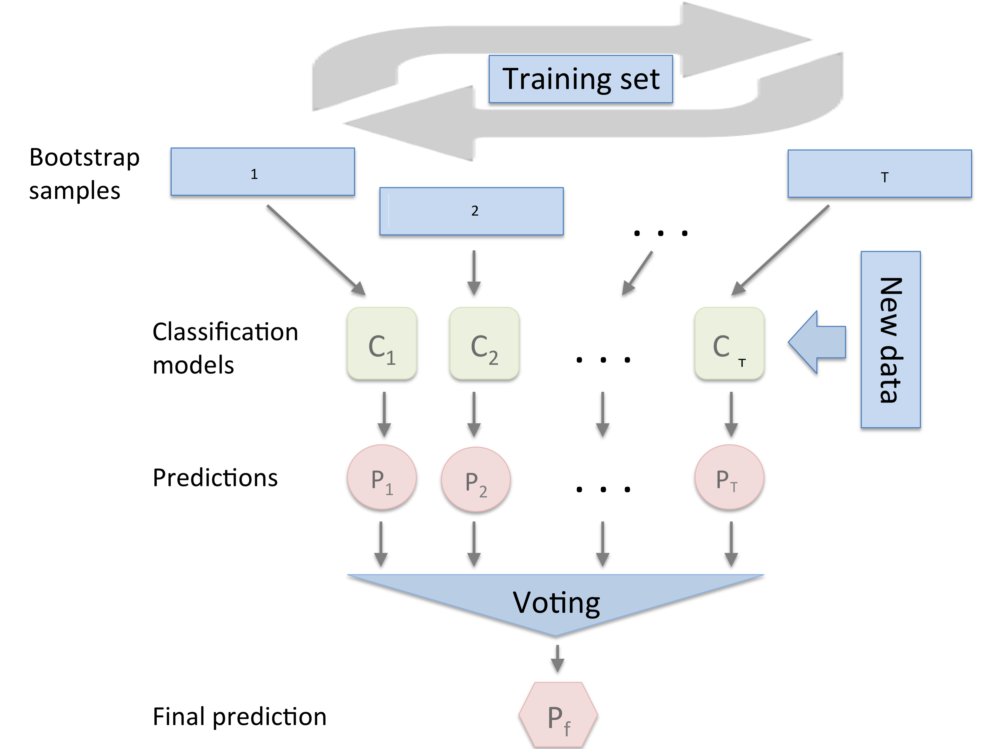 Training set
Bootstrap
samples
1
2
T
. . .
New data
Classification
models
C1
C2
. . .
CT
Predictions
P1
P2
. . .
PT
Voting
Final prediction
Pf